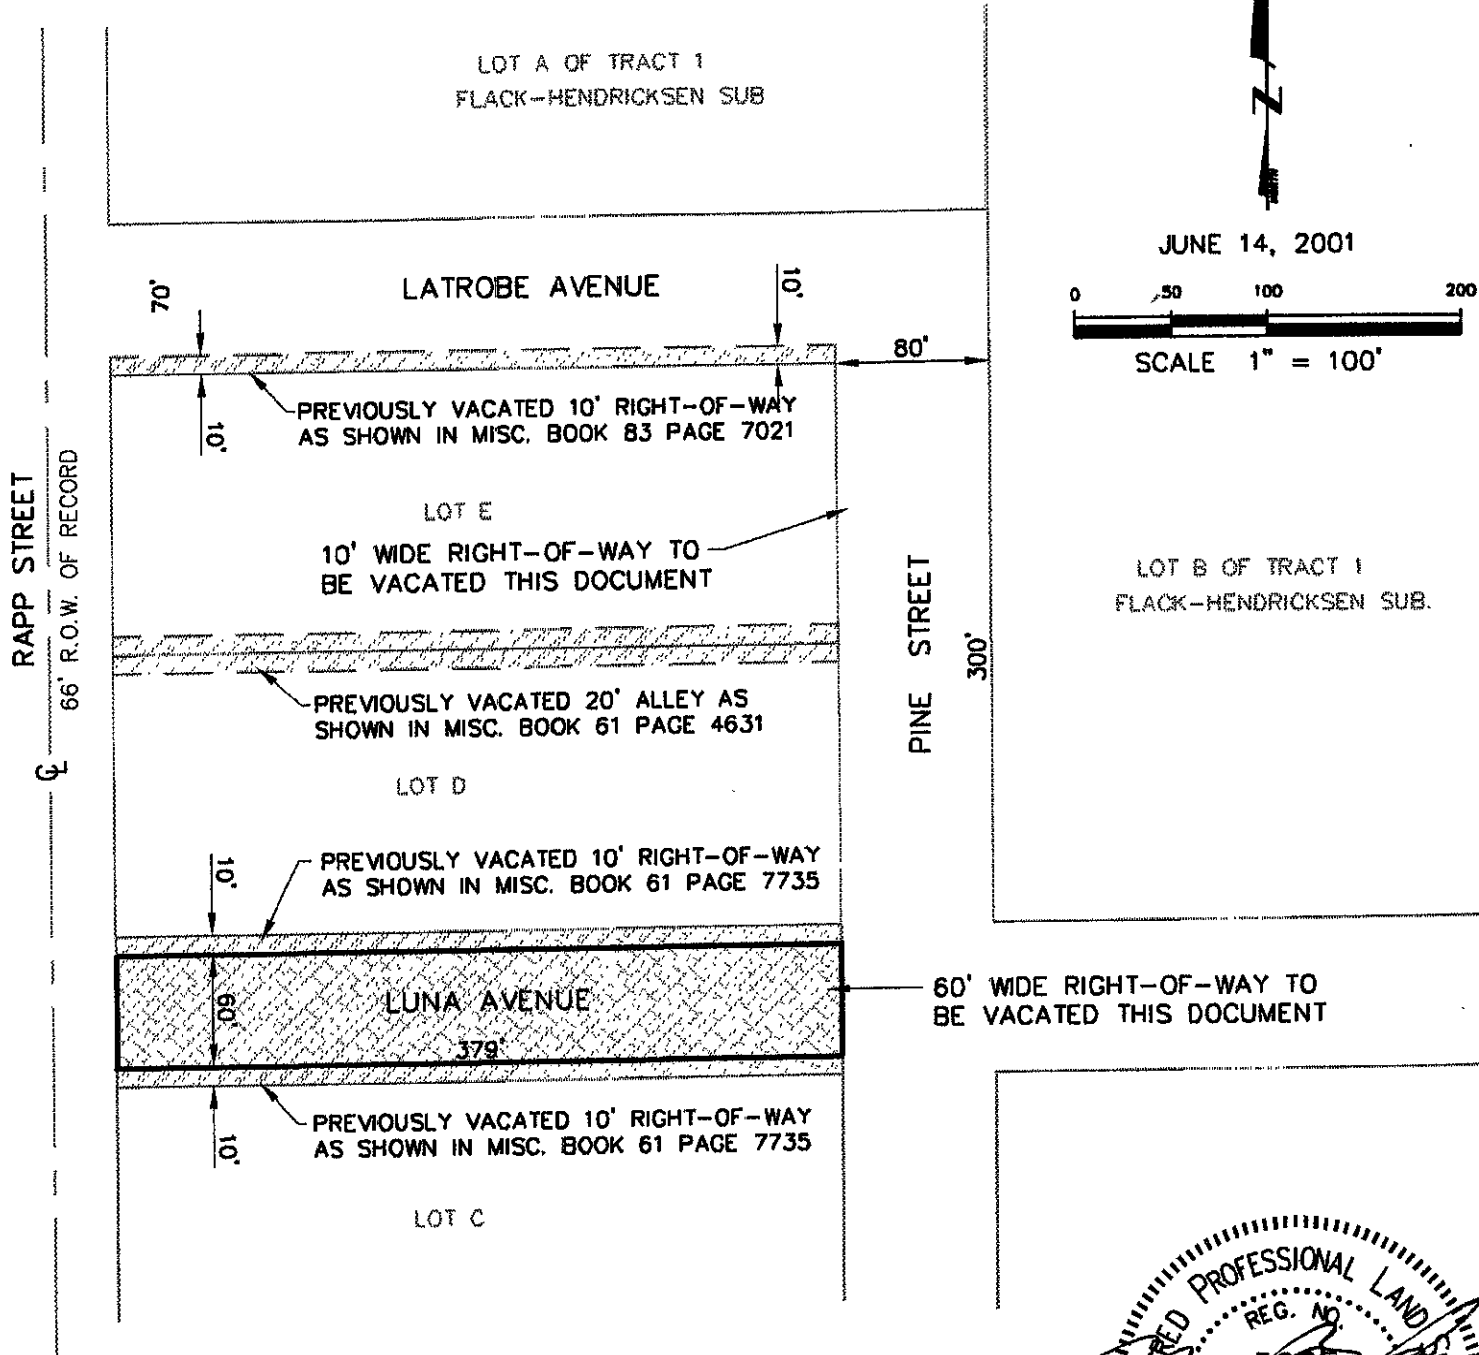 LOT A OF TRACT 1
FLACK-HENDRICKSEN SUB
NORTH
JUNE 14, 2001
0 50 100 200
SCALE 1" = 100'
70'
LATROBE AVENUE
10'
80'
PREVIOUSLY VACATED 10' RIGHT-OF-WAY
AS SHOWN IN MISC. BOOK 83 PAGE 7021
10'
RAPP STREET
66' R.O.W. OF RECORD
LOT E
10' WIDE RIGHT-OF-WAY TO
BE VACATED THIS DOCUMENT
PINE STREET
300'
LOT B OF TRACT 1
FLACK-HENDRICKSEN SUB.
PREVIOUSLY VACATED 20' ALLEY AS
SHOWN IN MISC. BOOK 61 PAGE 4631
LOT D
10'
PREVIOUSLY VACATED 10' RIGHT-OF-WAY
AS SHOWN IN MISC. BOOK 61 PAGE 7735
60'
LUNA AVENUE
379'
60' WIDE RIGHT-OF-WAY TO
BE VACATED THIS DOCUMENT
PREVIOUSLY VACATED 10' RIGHT-OF-WAY
AS SHOWN IN MISC. BOOK 61 PAGE 7735
10'
LOT C
PROFESSIONAL LAND
REG. NO.